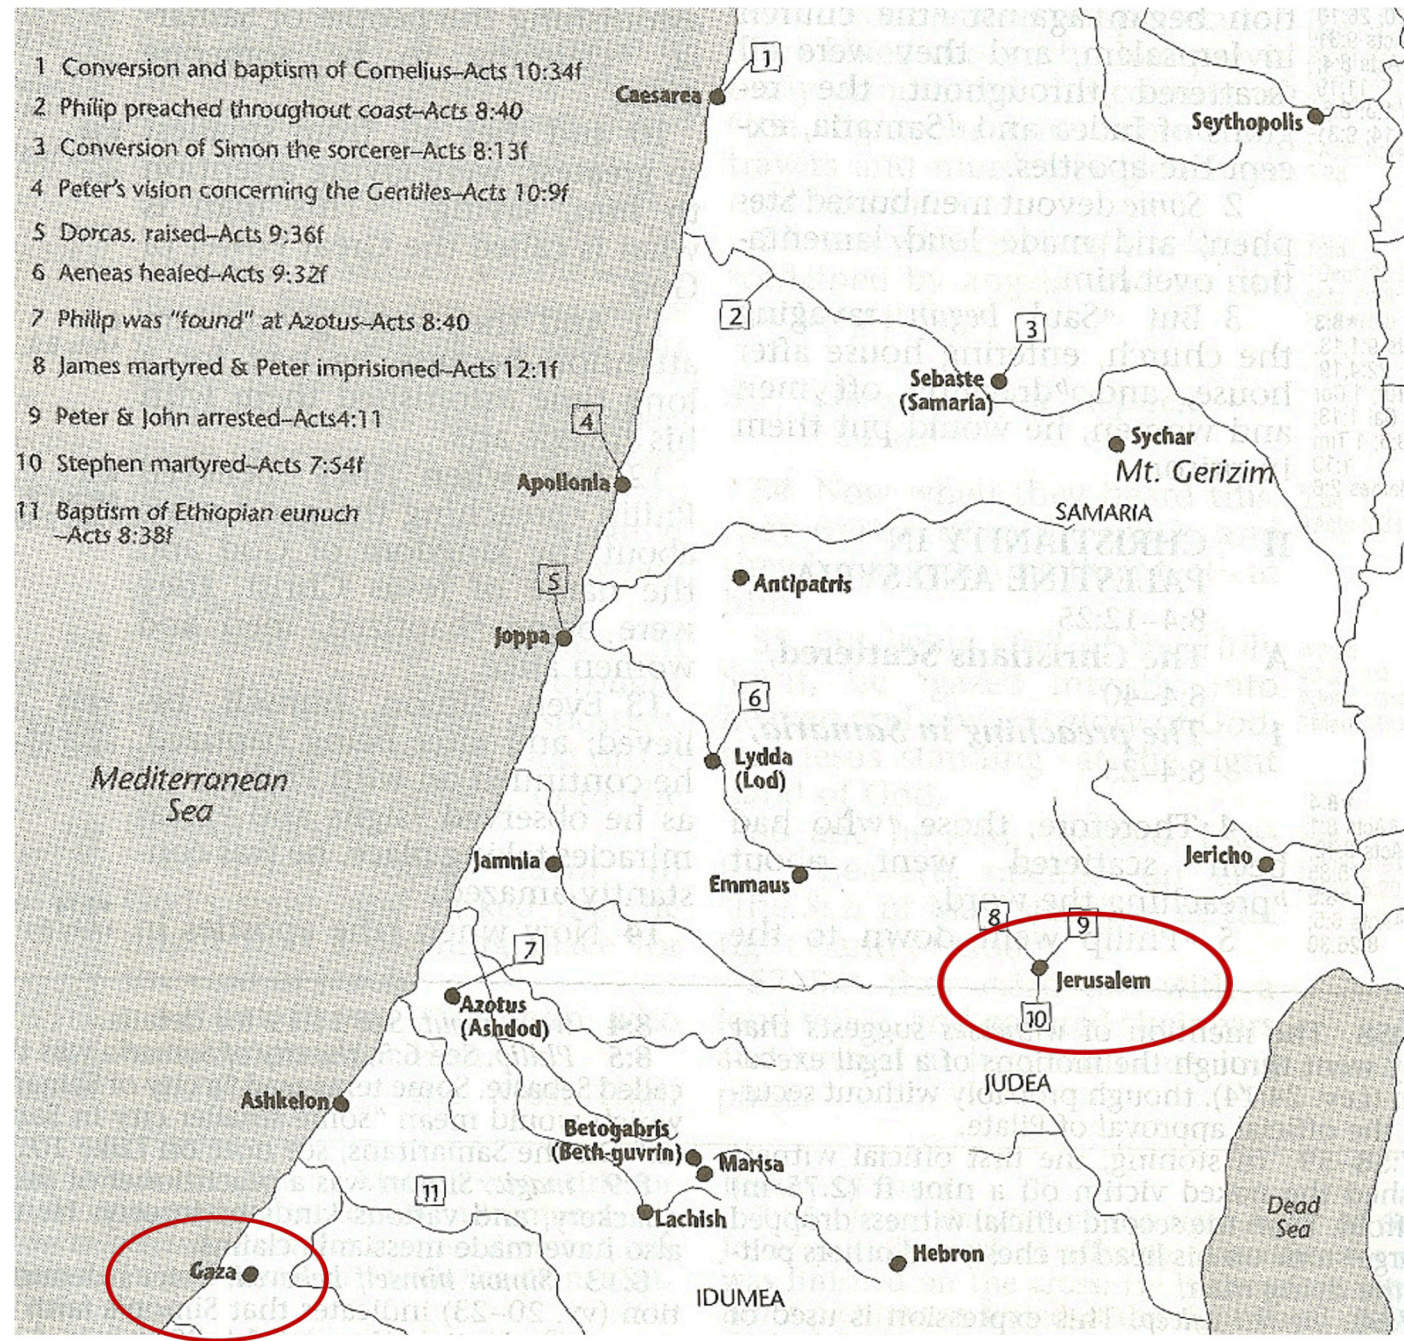 1 Conversion and baptism of Cornelius–Acts 10:34f
2 Philip preached throughout coast–Acts 8:40
3 Conversion of Simon the sorcerer–Acts 8:13f
4 Peter's vision concerning the Gentiles–Acts 10:9f
5 Dorcas. raised–Acts 9:36f
6 Aeneas healed–Acts 9:32f
7 Philip was "found" at Azotus–Acts 8:40
8 James martyred & Peter imprisioned–Acts 12:1f
9 Peter & John arrested–Acts4:11
10 Stephen martyred–Acts 7:54f
11 Baptism of Ethiopian eunuch
–Acts 8:38f
1
Caesarea
Seythopolis
2
3
Sebaste
(Samaria)
4
Sychar
Mt. Gerizim
Apollonia
SAMARIA
5
Antipatris
Joppa
6
Lydda
(Lod)
Mediterranean
Sea
Jamnia
Emmaus
Jericho
8
9
7
Jerusalem
Azotus
(Ashdod)
10
JUDEA
Ashkelon
Betogabris
(Beth-guvrin)
Marisa
11
Lachish
Dead
Sea
Hebron
Gaza
IDUMEA